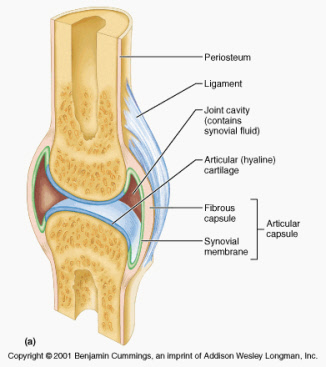 Periosteum
Ligament
Joint cavity
(contains
synovial fluid)
Articular (hyaline)
cartilage
Fibrous
capsule
Articular
capsule
Synovial
membrane
(a)
Copyright © 2001 Benjamin Cummings, an imprint of Addison Wesley Longman, Inc.